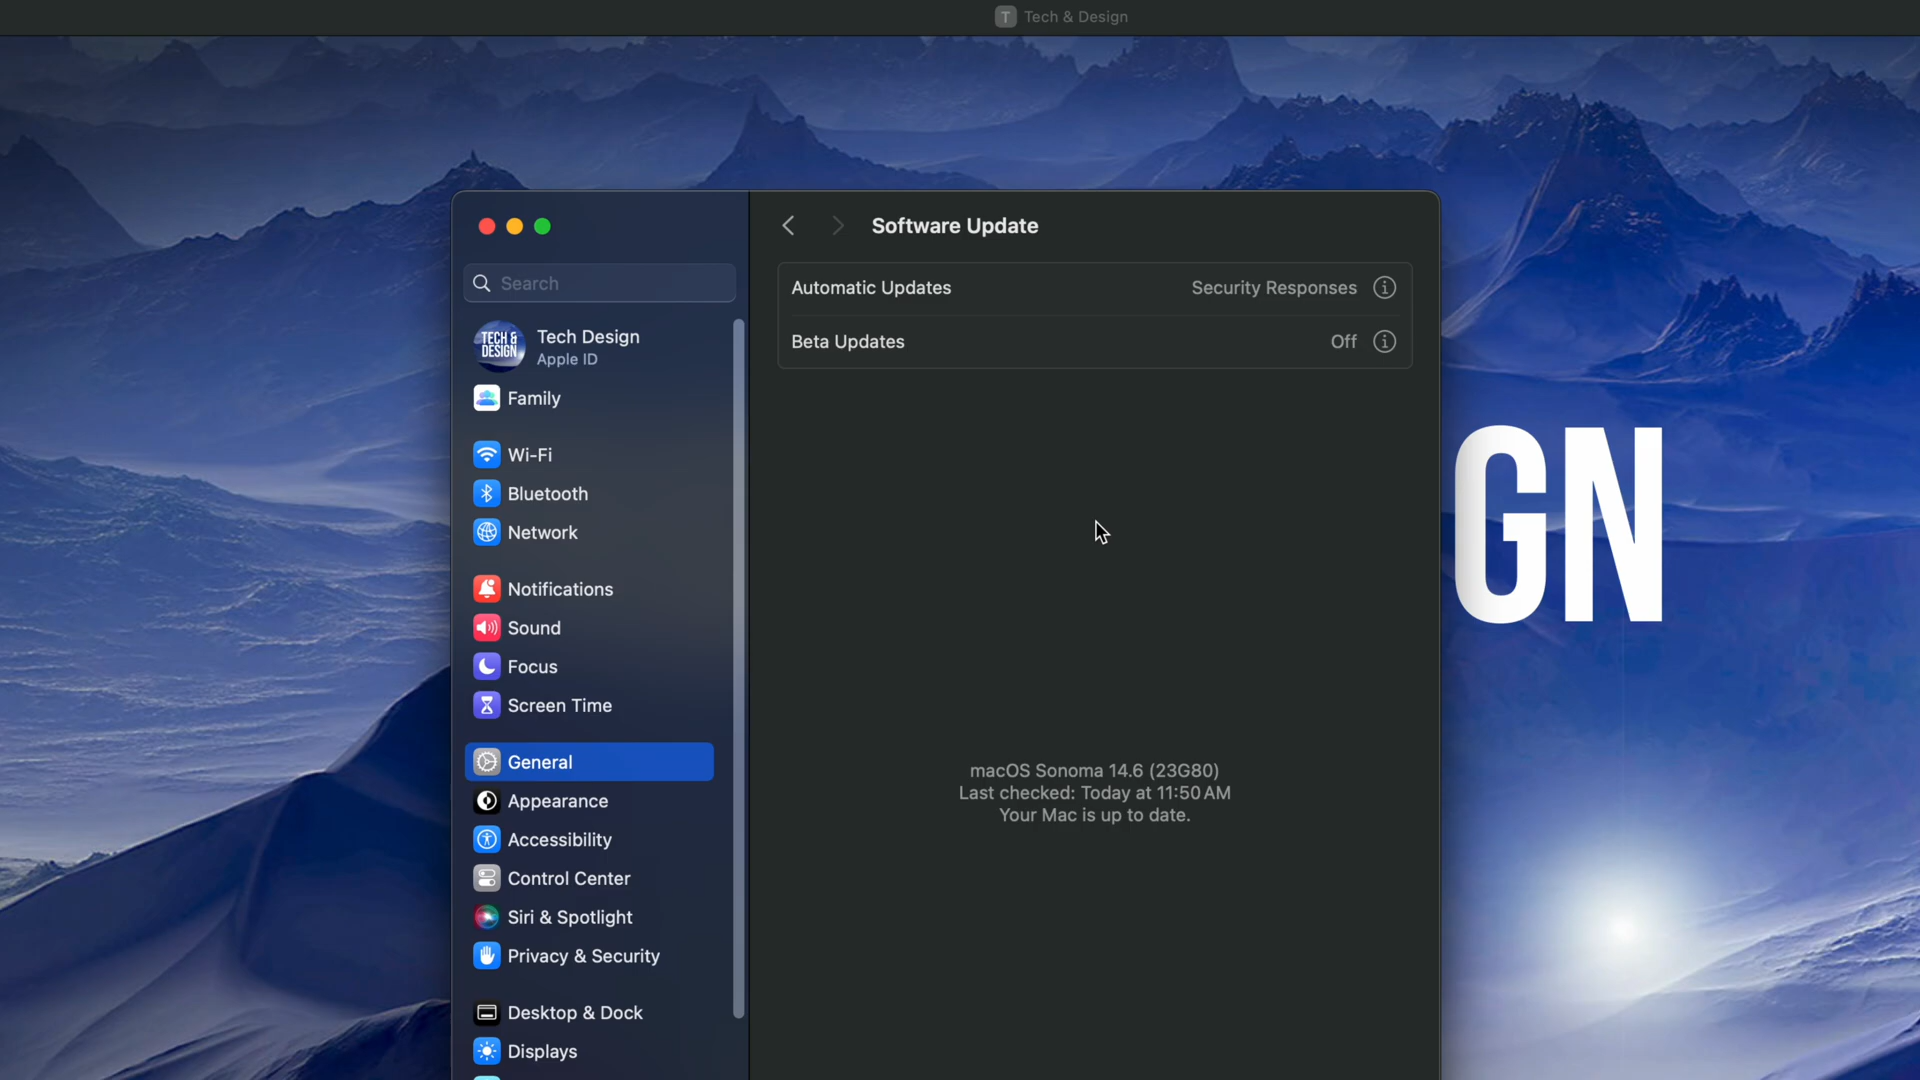 T Tech & Design
Software Update
Search
Automatic Updates
Security Responses
Beta Updates
Off
TECH &
DESIGN
Tech Design
Apple ID
Family
Wi-Fi
Bluetooth
Network
Notifications
Sound
Focus
Screen Time
General
Appearance
Accessibility
Control Center
Siri & Spotlight
Privacy & Security
Desktop & Dock
Displays
macOS Sonoma 14.6 (23G80)
Last checked: Today at 11:50 AM
Your Mac is up to date.
GN